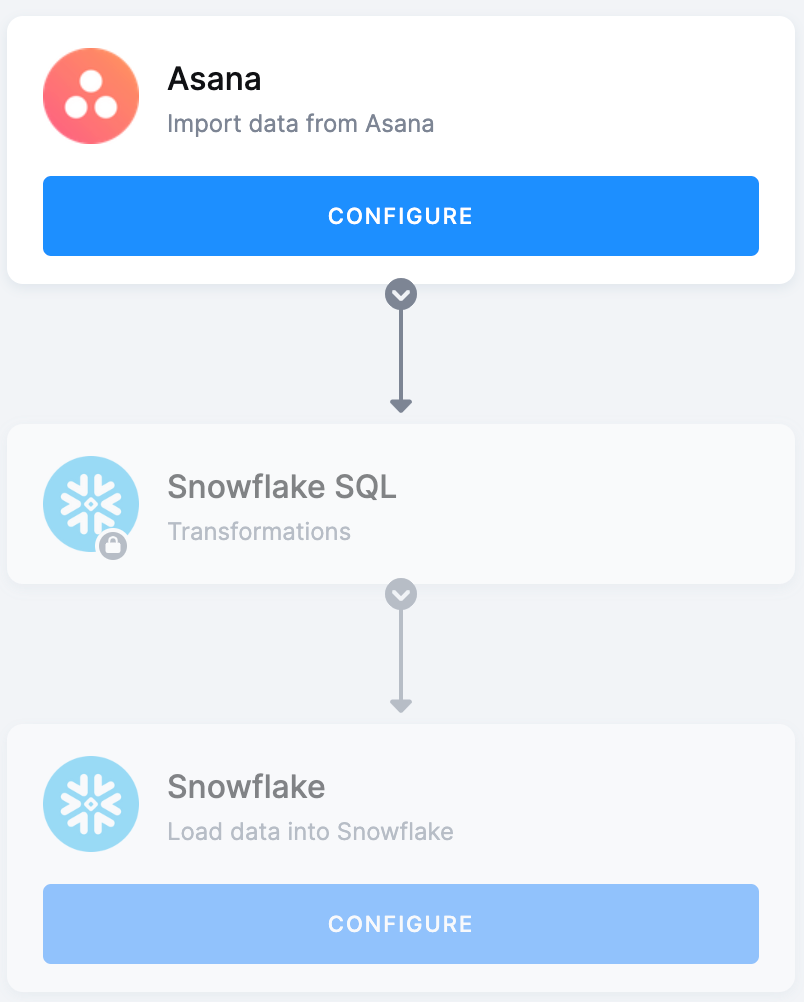 Asana
Import data from Asana
CONFIGURE
Snowflake SQL
Transformations
Snowflake
Load data into Snowflake
CONFIGURE